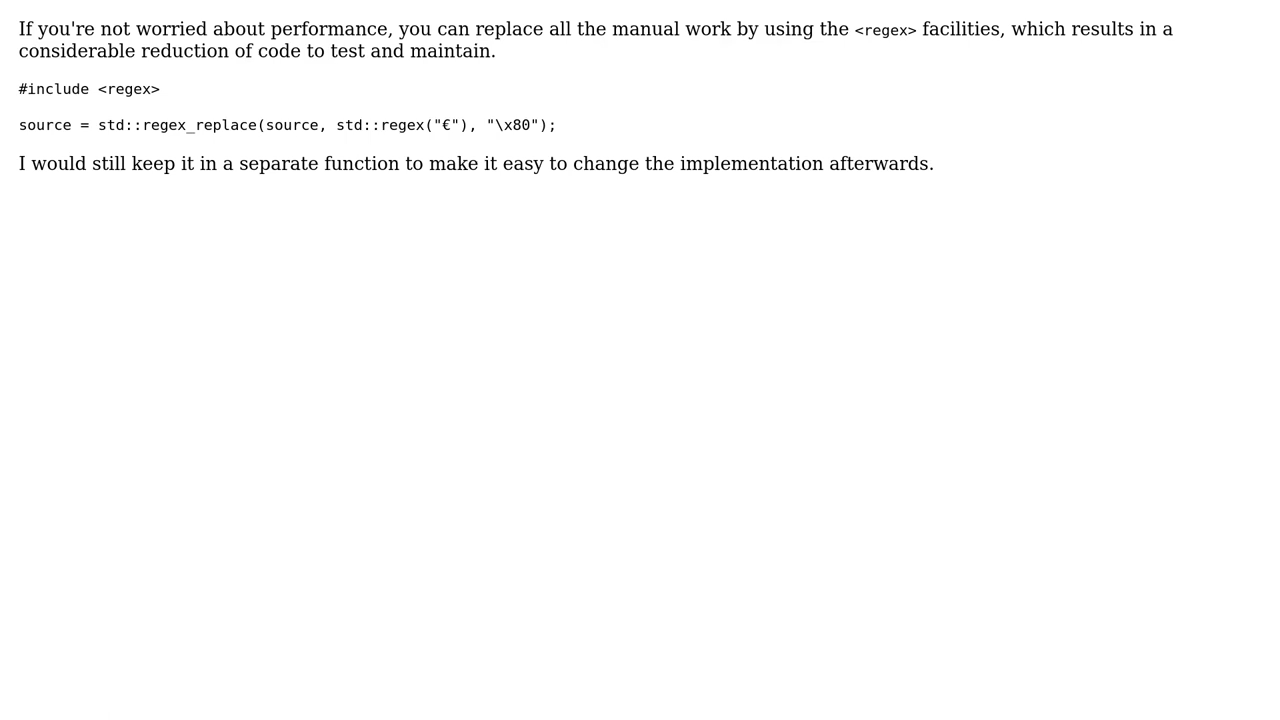 If you're not worried about performance, you can replace all the manual work by using the <regex> facilities, which results in a
considerable reduction of code to test and maintain.
#include <regex>
source = std::regex_replace(source, std::regex("€"), "\x80");
I would still keep it in a separate function to make it easy to change the implementation afterwards.